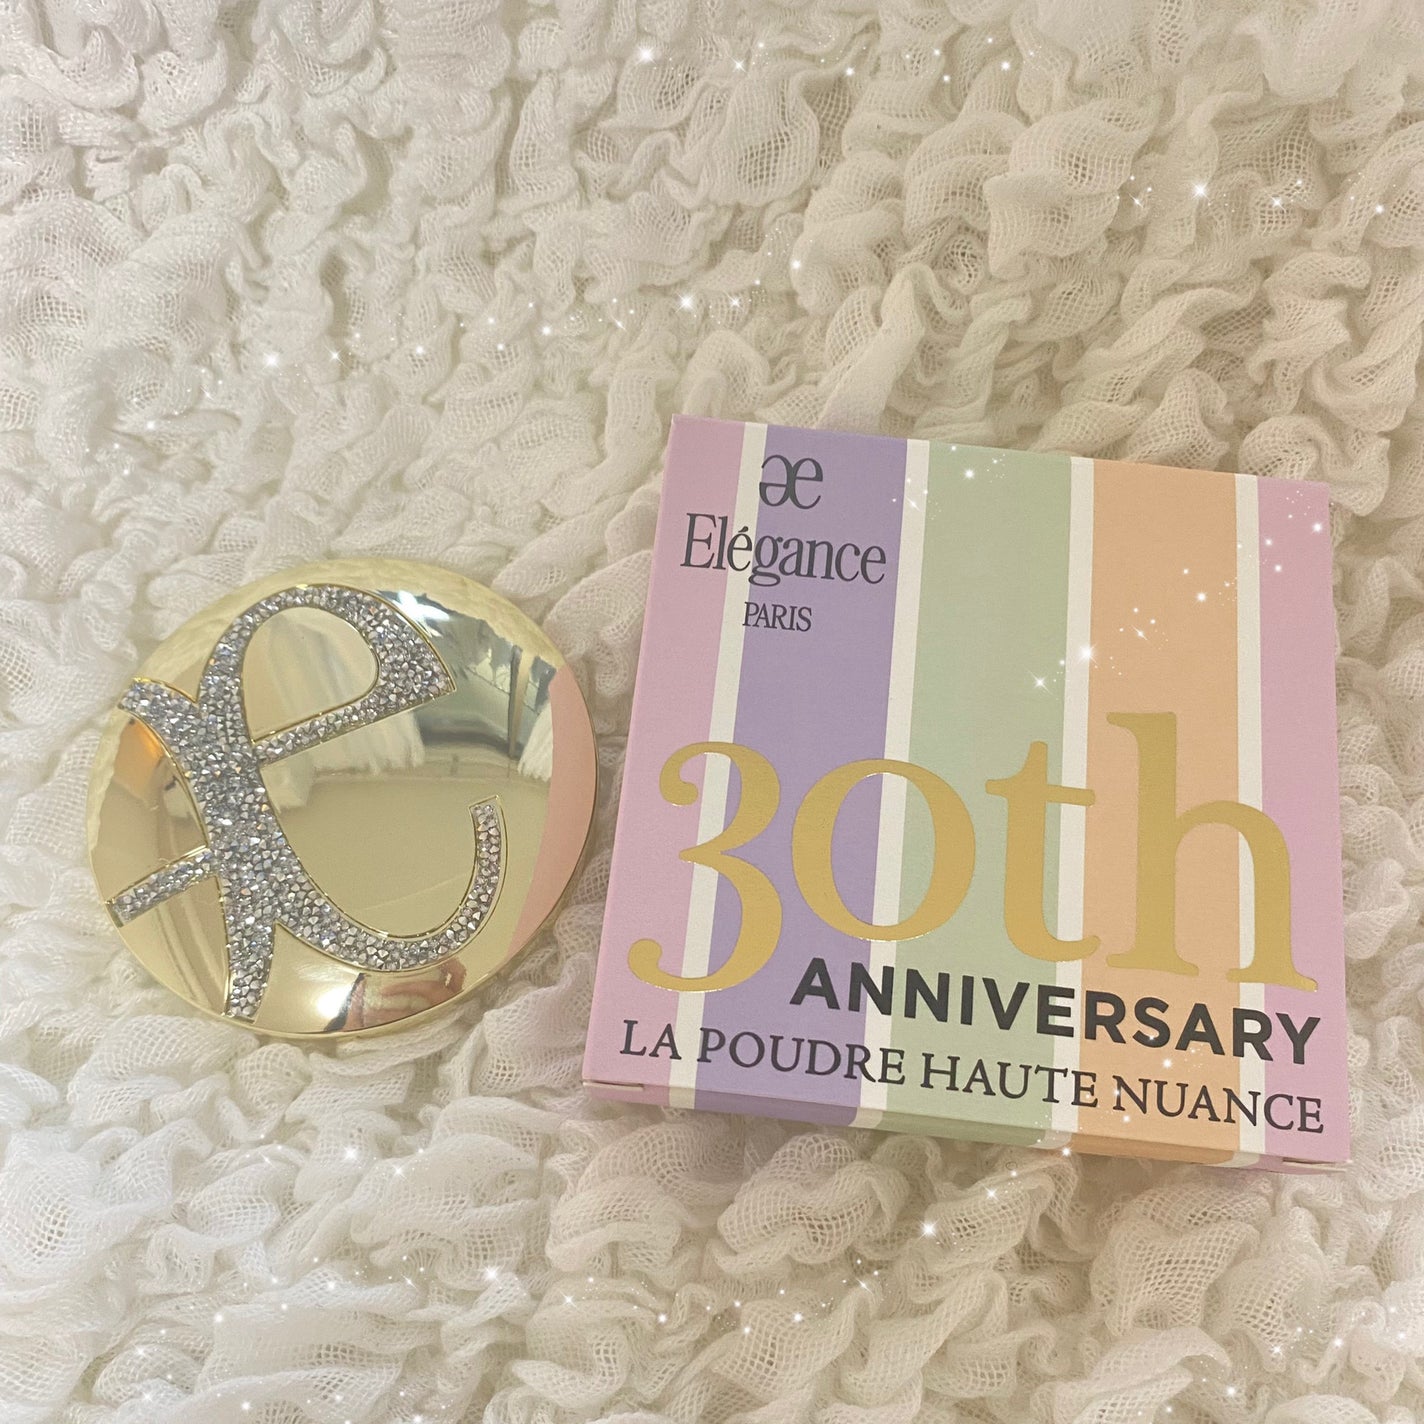 æ
Elégance
PARIS
30th
ANNIVERSARY
LA POUDRE HAUTE NUANCE